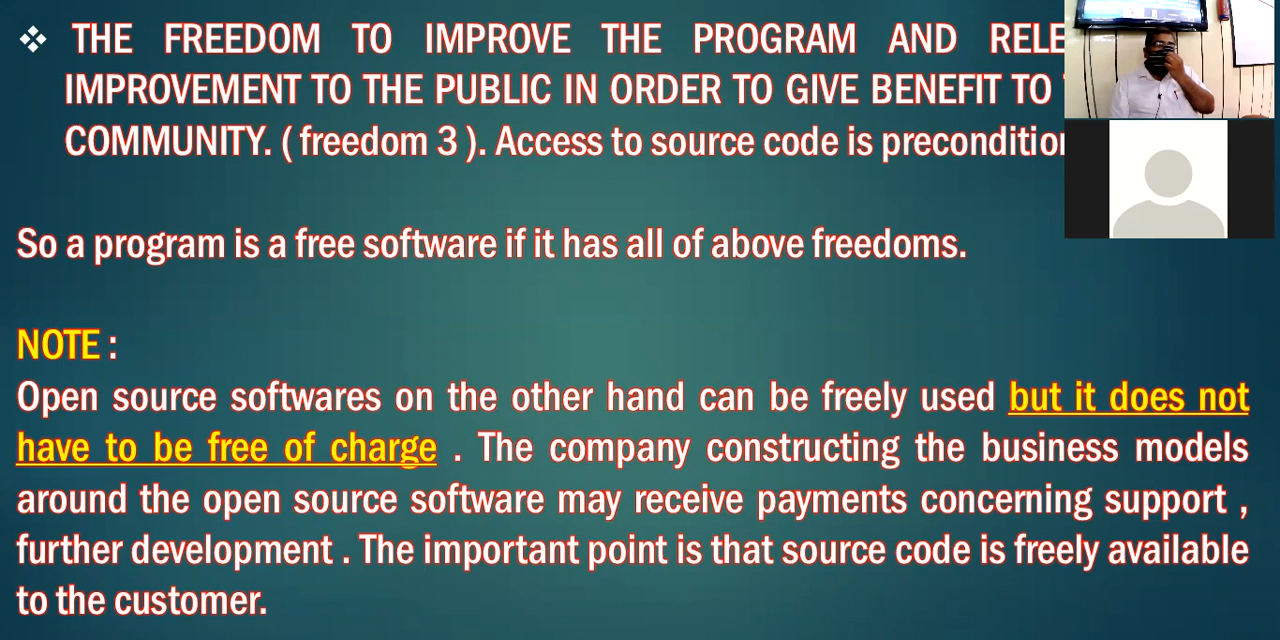 ❖ THE FREEDOM TO IMPROVE THE PROGRAM AND
IMPROVEMENT TO THE PUBLIC IN ORDER TO GIVE BENEFIT TO
COMMUNITY. ( freedom 3 ). Access to source code is
So a program is a free software if it has all of above freedoms.
NOTE :
Open source softwares on the other hand can be freely used but it does not
have to be free of charge . The company constructing the business models
around the open source software may receive payments concerning support ,
further development . The important point is that source code is freely available
to the customer.